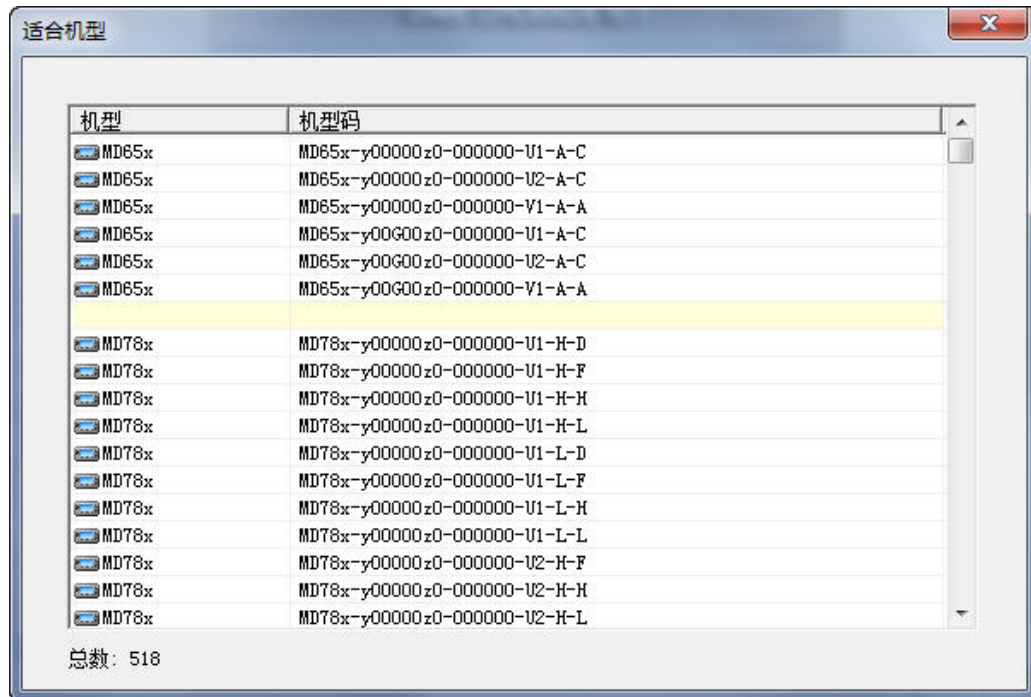 适合机型
机型 机型码
MD65x MD65x-y00000z0-000000-U1-A-C
MD65x MD65x-y00000z0-000000-U2-A-C
MD65x MD65x-y00000z0-000000-V1-A-A
MD65x MD65x-y00G00z0-000000-U1-A-C
MD65x MD65x-y00G00z0-000000-U2-A-C
MD65x MD65x-y00G00z0-000000-V1-A-A
MD78x MD78x-y00000z0-000000-U1-H-D
MD78x MD78x-y00000z0-000000-U1-H-F
MD78x MD78x-y00000z0-000000-U1-H-H
MD78x MD78x-y00000z0-000000-U1-H-L
MD78x MD78x-y00000z0-000000-U1-L-D
MD78x MD78x-y00000z0-000000-U1-L-F
MD78x MD78x-y00000z0-000000-U1-L-H
MD78x MD78x-y00000z0-000000-U1-L-L
MD78x MD78x-y00000z0-000000-U2-H-F
MD78x MD78x-y00000z0-000000-U2-H-H
MD78x MD78x-y00000z0-000000-U2-H-L
总数: 518